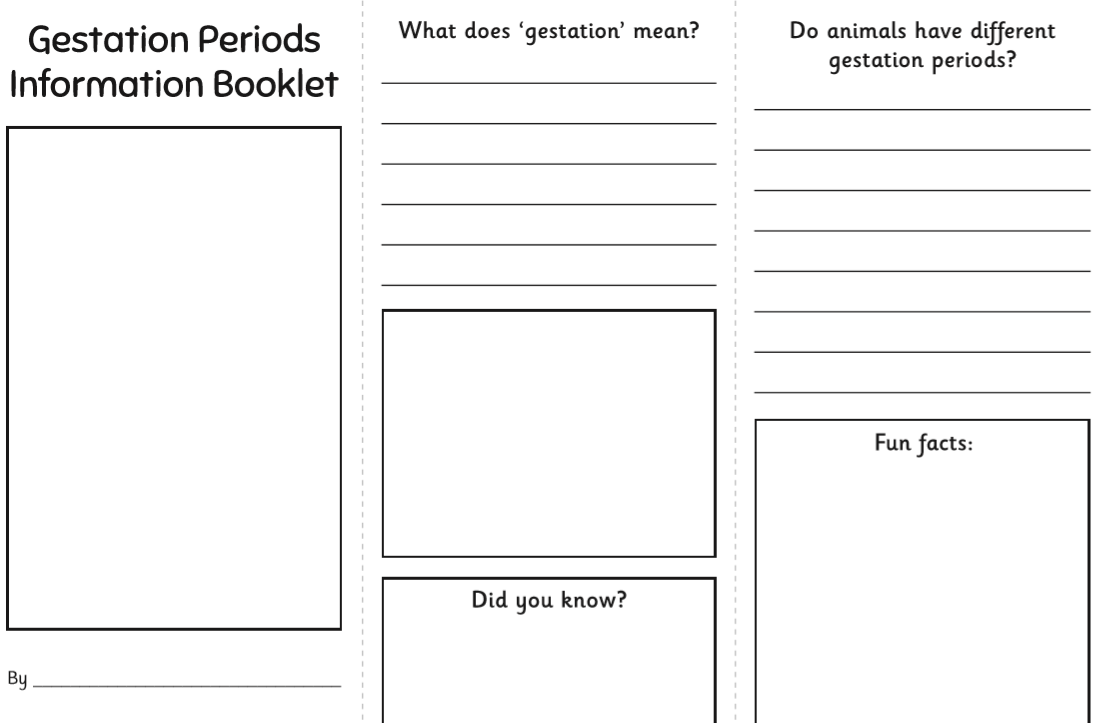 Gestation Periods
Information Booklet
By
What does ‘gestation’ mean?
Did you know?
Do animals have different
gestation periods?
Fun facts: